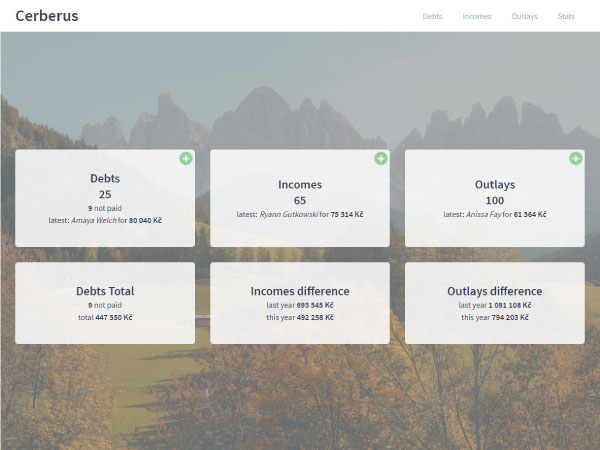 Cerberus
Debts Incomes Outlays Stats
Debts
25
9 not paid
latest: Amaya Welch for 80 040 Kč
Incomes
65
latest: Ryann Gutkowski for 75 314 Kč
Outlays
100
latest: Anissa Fay for 61 364 Kč
Debts Total
9 not paid
total 447 550 Kč
Incomes difference
last year 693 545 Kč
this year 492 258 Kč
Outlays difference
last year 1 091 108 Kč
this year 794 203 Kč